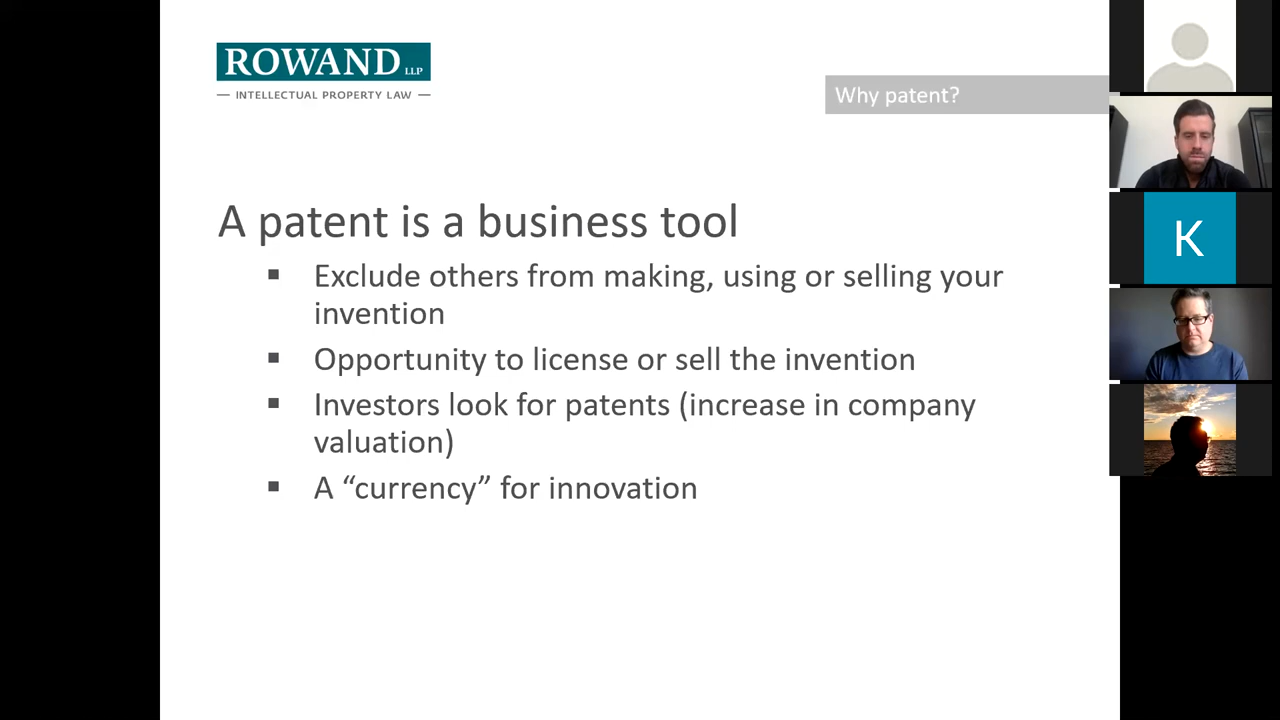 ROWAND LLP
INTELLECTUAL PROPERTY LAW
Why patent?
A patent is a business tool
▪ Exclude others from making, using or selling your
invention
▪ Opportunity to license or sell the invention
▪ Investors look for patents (increase in company
valuation)
▪ A “currency” for innovation
K